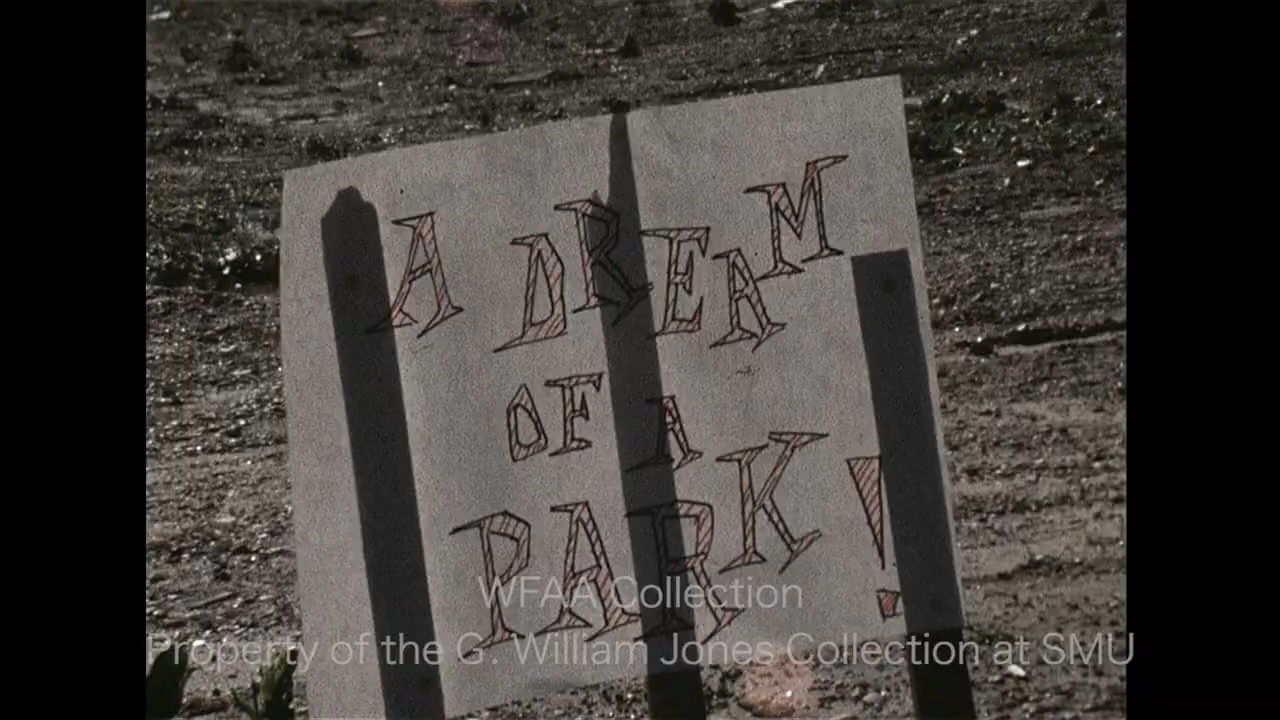 A DREAM
OF A
PARK!
WFAA Collection
Property of the G. William Jones Collection at SMU